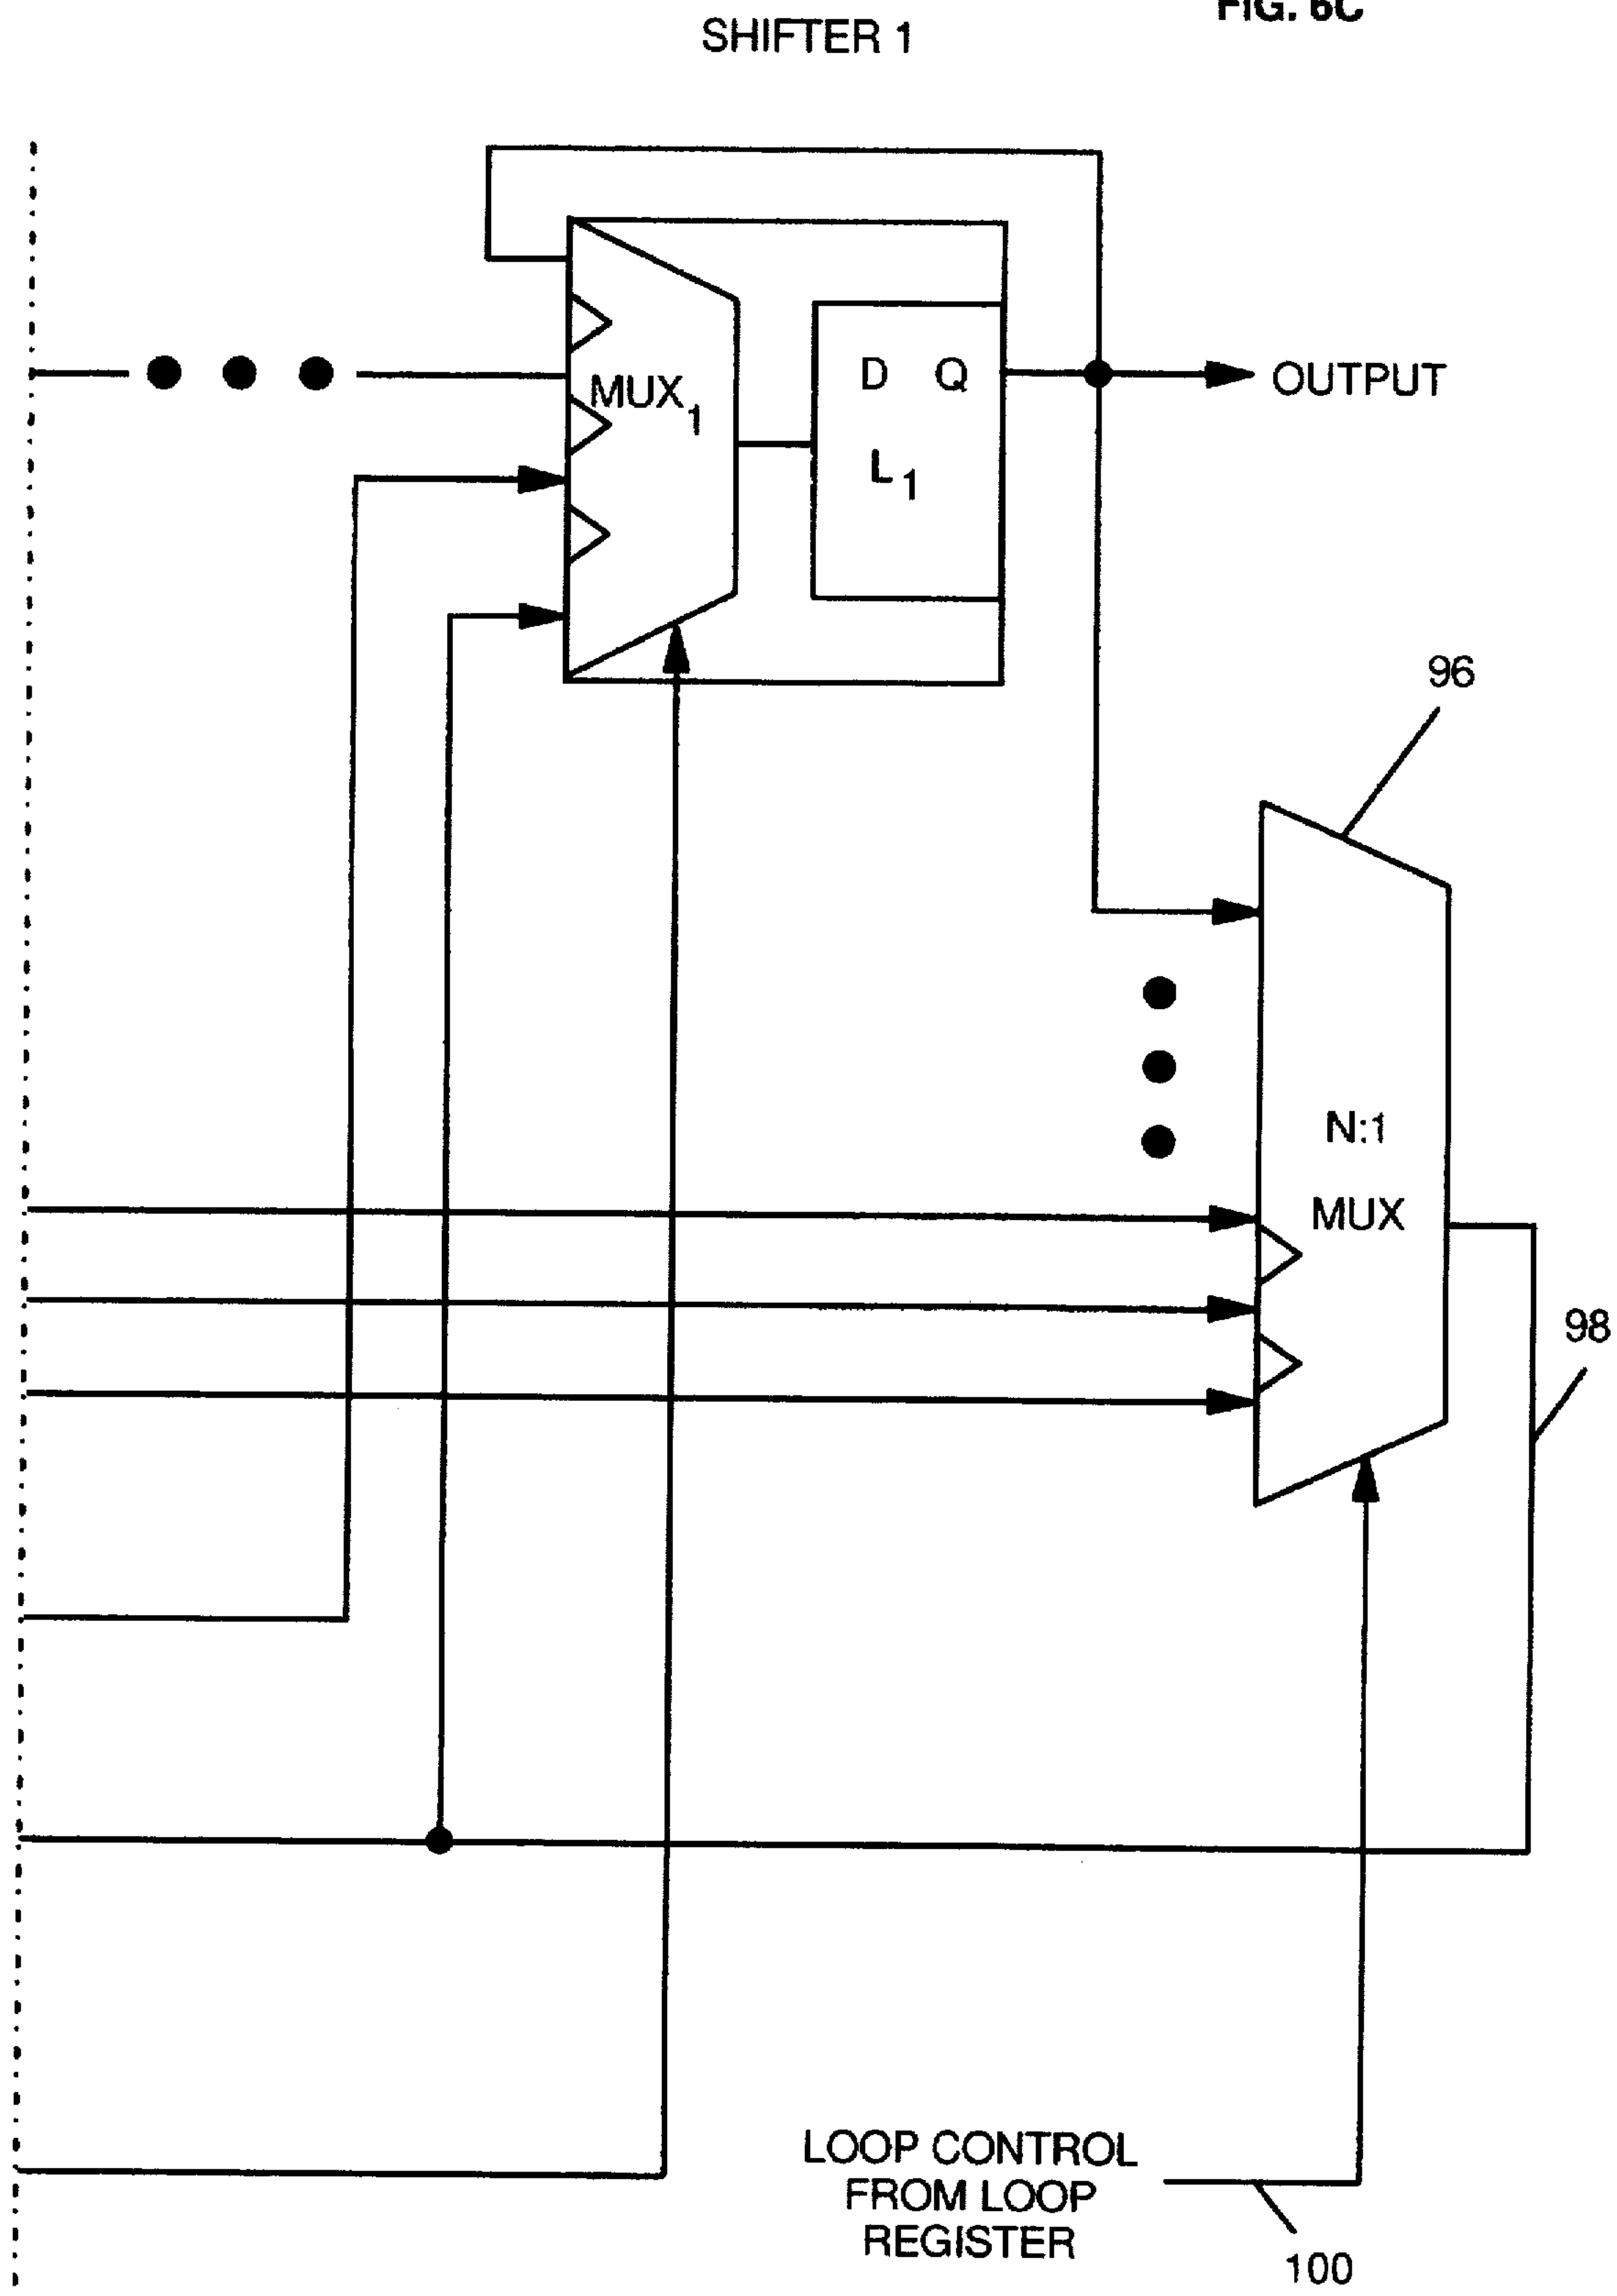 FIG. 6C
SHIFTER 1
MUX1
D Q
L1
OUTPUT
96
N:1
MUX
98
LOOP CONTROL
FROM LOOP
REGISTER
100